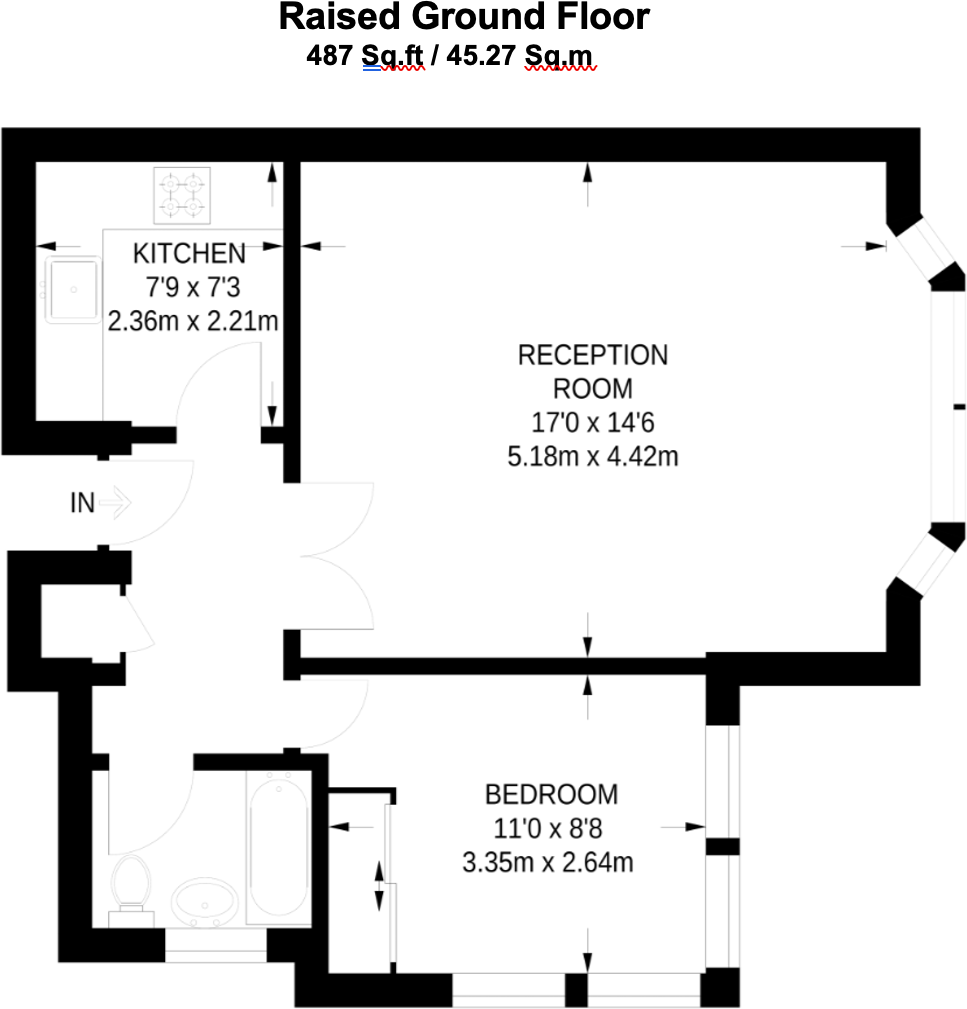 Raised Ground Floor
487 Sq.ft / 45.27 Sq.m
KITCHEN
7'9 x 7'3
2.36m x 2.21m
RECEPTION
ROOM
17'0 x 14'6
5.18m x 4.42m
IN
BEDROOM
11'0 x 8'8
3.35m x 2.64m